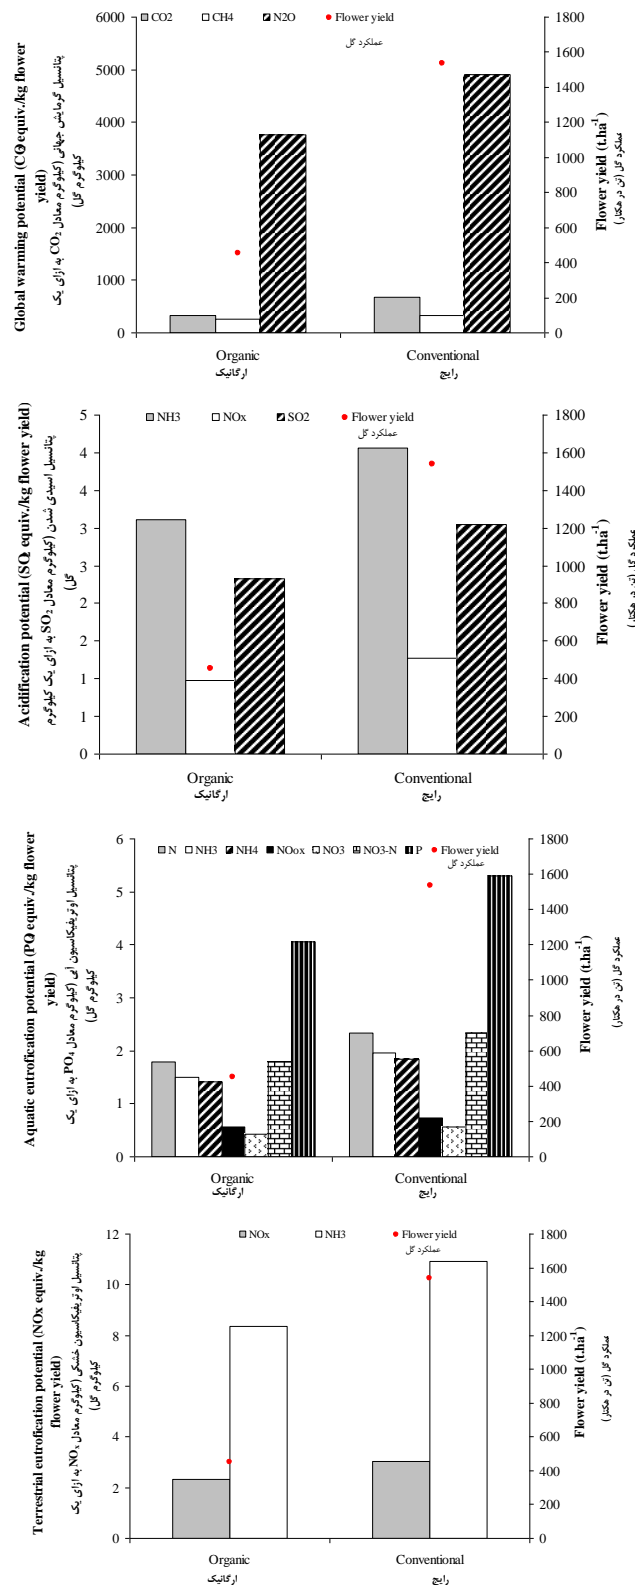 CO2 CH4 N2O Flower yield
عملکرد گل
Global warming potential (CO2 equiv./kg flower
yield)
پتانسیل گرمایش جهانی (کیلوگرم معادل CO₂ به ازای یک
کیلوگرم گل)
6000
5000
4000
3000
2000
1000
0
1800
1600
1400
1200
1000
800
600
400
200
0
Flower yield (t.ha-1)
عملکرد گل (تن در هکتار)
Organic Conventional
ارگانیک رایج
NH3 NOx SO2 Flower yield
عملکرد گل
Acidification potential (SO2 equiv./kg flower yield)
پتانسیل اسیدی شدن (کیلوگرم معادل SO₂ به ازای یک کیلوگرم
گل)
5
4
4
3
3
2
2
1
1
0
1800
1600
1400
1200
1000
800
600
400
200
0
Flower yield (t.ha-1)
عملکرد گل (تن در هکتار)
Organic Conventional
ارگانیک رایج
N NH3 NH4 NOox NO3 NO3-N P Flower yield
عملکرد گل
Aquatic eutrofication potential (PO4 equiv./kg flower
yield)
پتانسیل اوتریفیکاسیون آبی (کیلوگرم معادل PO₄ به ازای یک
کیلوگرم گل)
6
5
4
3
2
1
0
1800
1600
1400
1200
1000
800
600
400
200
0
Flower yield (t.ha-1)
عملکرد گل (تن در هکتار)
Organic Conventional
ارگانیک رایج
NOx NH3 Flower yield
عملکرد گل
Terrestrial eutrofication potential (NOx equiv./kg
flower yield)
پتانسیل اوتریفیکاسیون خشکی (کیلوگرم معادل NOx به ازای یک
کیلوگرم گل)
12
10
8
6
4
2
0
1800
1600
1400
1200
1000
800
600
400
200
0
Flower yield (t.ha-1)
عملکرد گل (تن در هکتار)
Organic Conventional
ارگانیک رایج